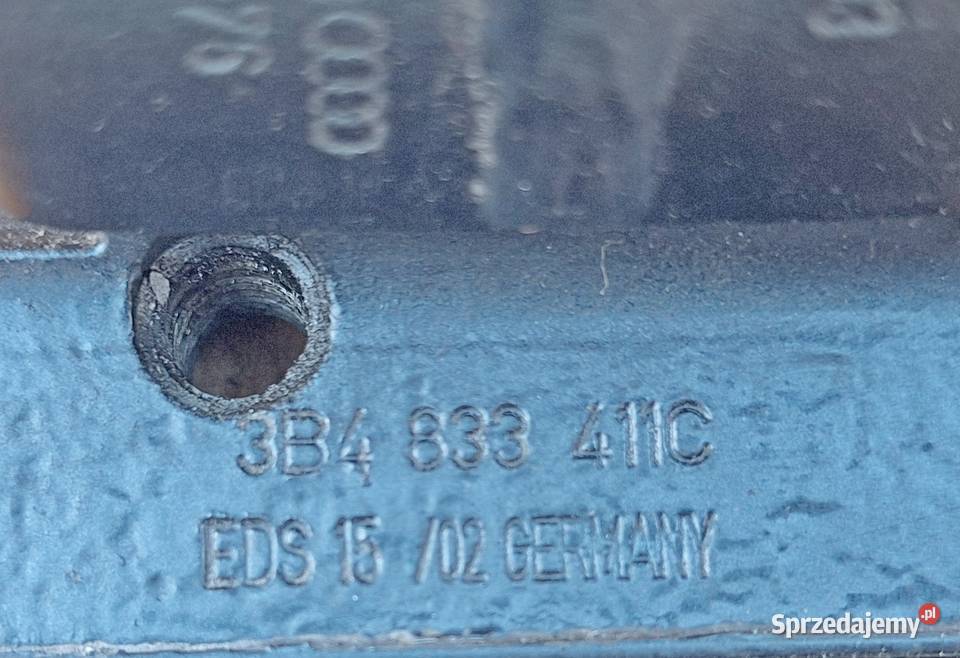 3B4 833 411C
EDS 15 /02 GERMANY
Sprzedajemy.pl